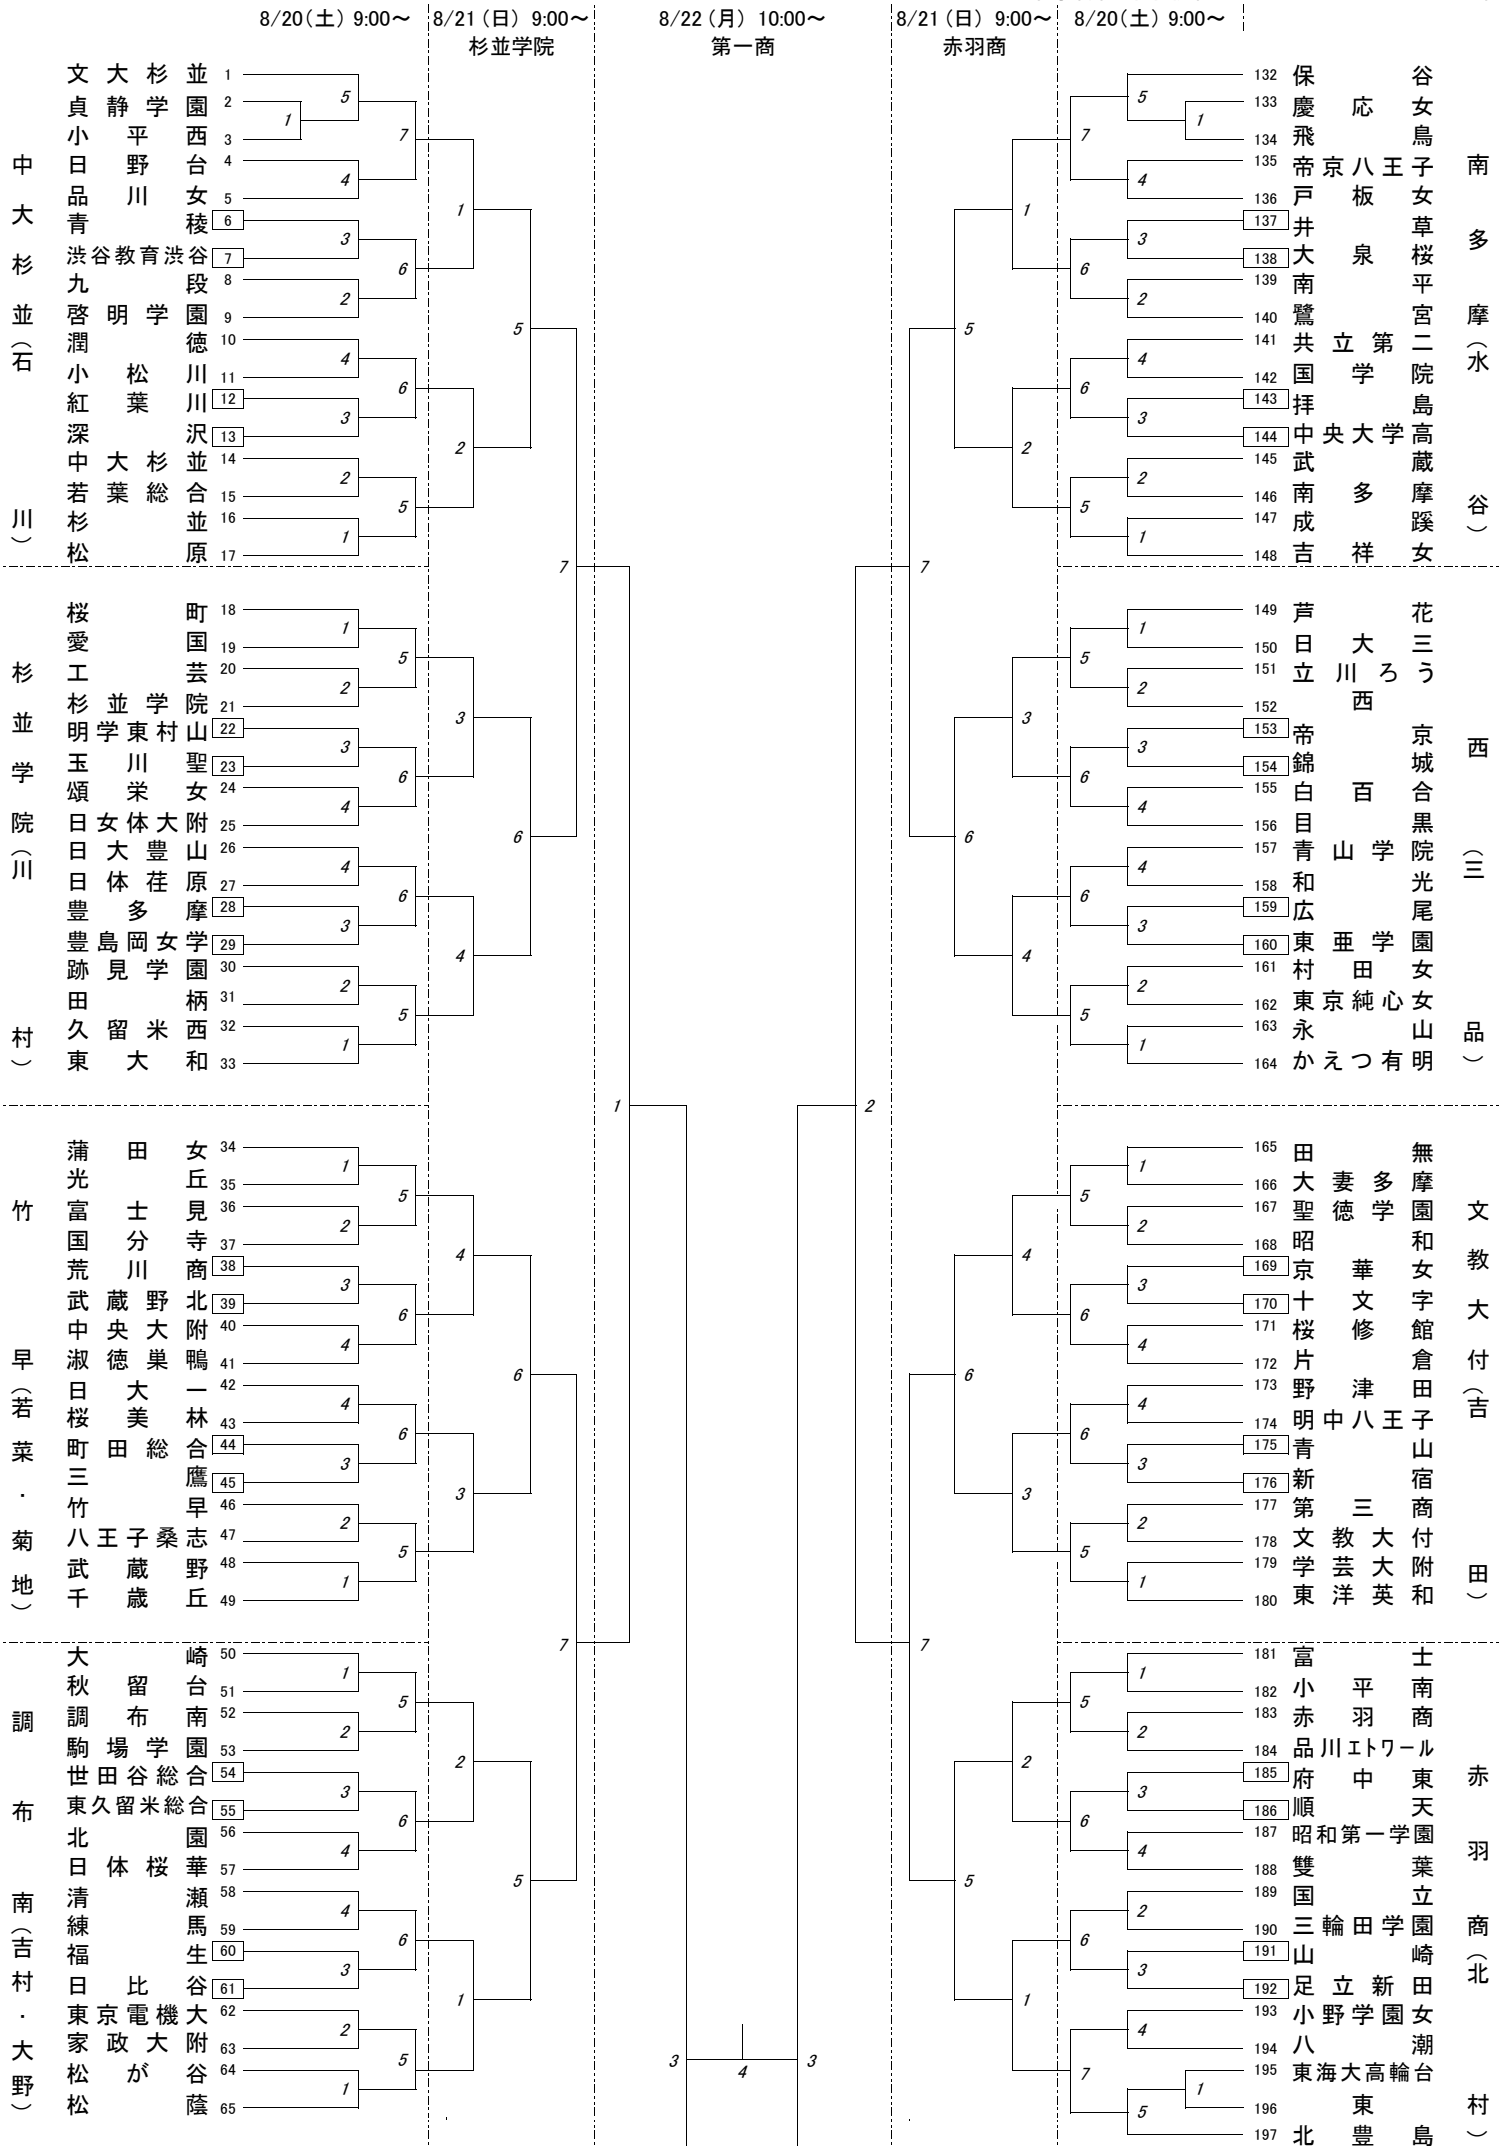 8/20(土) 9:00～ 8/21(日) 9:00～ 8/22(月) 10:00～ 8/21(日) 9:00～ 8/20(土) 9:00～
杉並学院 第一商 赤羽商
中大杉並（石川）
文大杉並 1
貞静学園 2
小平西 3
日野台 4
品川女 5
青稜 6
渋谷教育渋谷 7
九段 8
啓明学園 9
潤徳 10
小松川 11
紅葉川 12
深沢 13
中大杉並 14
若葉総合 15
杉並 16
松原 17
杉並学院（川村）
桜町 18
愛国 19
工芸 20
杉並学院 21
明学東村山 22
玉川聖 23
頌栄女 24
日女体大附 25
日大豊山 26
日体荏原 27
豊多摩 28
豊島岡女学 29
跡見学園 30
田柄 31
久留米西 32
東大和 33
竹早（若菜・菊地）
蒲田女 34
光丘 35
富士見 36
国分寺 37
荒川商 38
武蔵野北 39
中央大附 40
淑徳巣鴨 41
日大一 42
桜美林 43
町田総合 44
三鷹 45
竹早 46
八王子桑志 47
武蔵野 48
千歳丘 49
調布南（吉村・大野）
大崎 50
秋留台 51
調布南 52
駒場学園 53
世田谷総合 54
東久留米総合 55
北園 56
日体桜華 57
清瀬 58
練馬 59
福生 60
日比谷 61
東京電機大 62
家政大附 63
松が谷 64
松蔭 65
南多摩（水谷）
132 保谷
133 慶応女
134 飛鳥
135 帝京八王子
136 戸板女
137 井草
138 大泉桜
139 南平
140 鷺宮
141 共立第二
142 国学院
143 拝島
144 中央大学高
145 武蔵
146 南多摩
147 成蹊
148 吉祥女
西（三品）
149 芦花
150 日大三
151 立川ろう
152 西
153 帝京
154 錦城
155 白百合
156 目黒
157 青山学院
158 和光
159 広尾
160 東亜学園
161 村田女
162 東京純心女
163 永山
164 かえつ有明
文教大付（吉田）
165 田無
166 大妻多摩
167 聖徳学園
168 昭和
169 京華女
170 十文字
171 桜修館
172 片倉
173 野津田
174 明中八王子
175 青山
176 新宿
177 第三商
178 文教大付
179 学芸大附
180 東洋英和
赤羽商（北村）
181 富士
182 小平南
183 赤羽商
184 品川エトワール
185 府中東
186 順天
187 昭和第一学園
188 雙葉
189 国立
190 三輪田学園
191 山崎
192 足立新田
193 小野学園女
194 八潮
195 東海大高輪台
196 東
197 北豊島